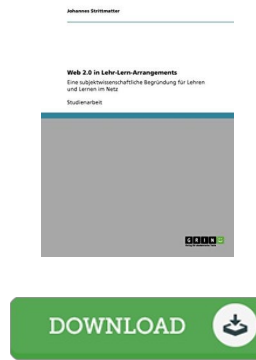 Johannes Strittmatter
Web 2.0 in Lehr-Lern-Arrangements
Eine subjektwissenschaftliche Begründung für Lehren
und Lernen im Netz
Studienarbeit
GRIN
DOWNLOAD